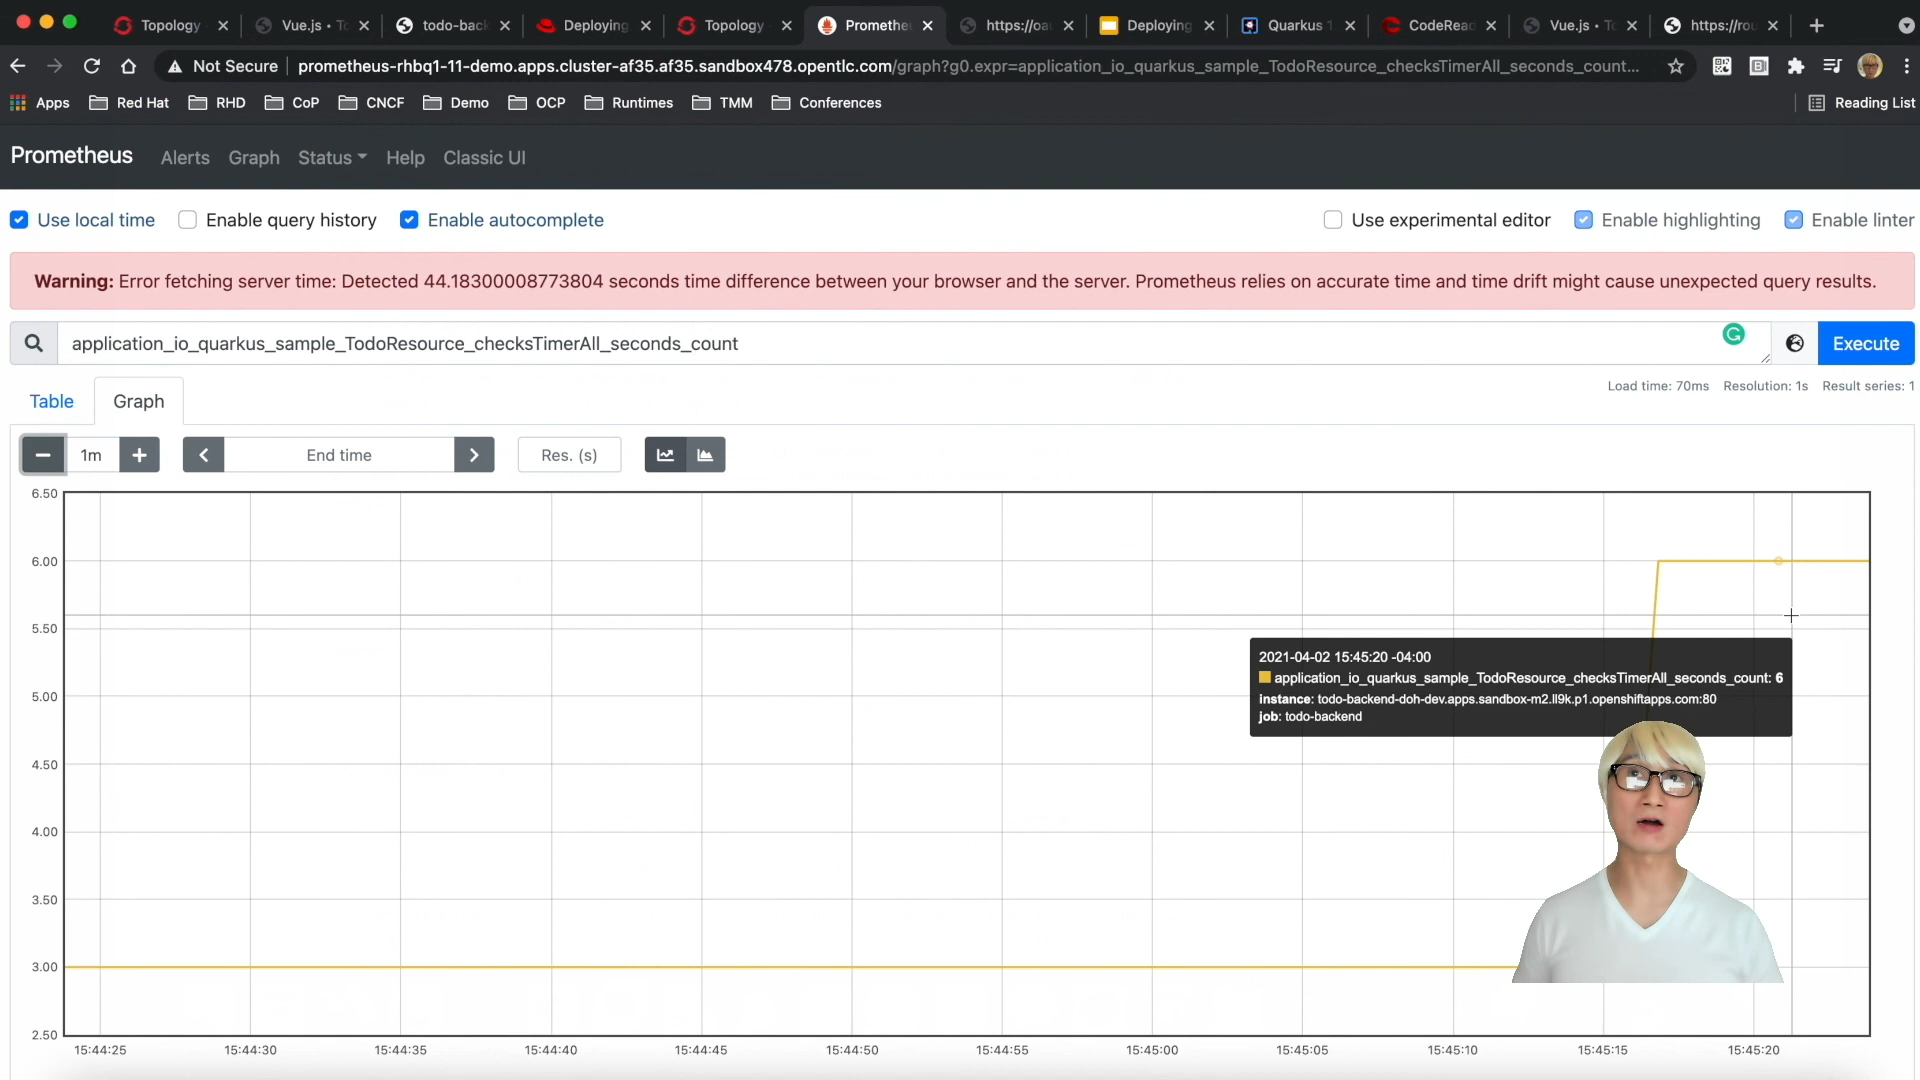 Topology
Vue.js • To
todo-back
Deploying
Topology
Promethe
https://oa
Deploying
Quarkus 1
CodeRea
Vue.js • To
https://rou
Not Secure
prometheus-rhbq1-11-demo.apps.cluster-af35.af35.sandbox478.opentlc.com/graph?g0.expr=application_io_quarkus_sample_TodoResource_checksTimerAll_seconds_count...
Apps
Red Hat
RHD
CoP
CNCF
Demo
OCP
Runtimes
TMM
Conferences
Reading List
Prometheus
Alerts
Graph
Status
Help
Classic UI
Use local time
Enable query history
Enable autocomplete
Use experimental editor
Enable highlighting
Enable linter
Warning: Error fetching server time: Detected 44.18300008773804 seconds time difference between your browser and the server. Prometheus relies on accurate time and time drift might cause unexpected query results.
application_io_quarkus_sample_TodoResource_checksTimerAll_seconds_count
Execute
Load time: 70ms
Resolution: 1s
Result series: 1
Table
Graph
1m
End time
Res. (s)
6.50
6.00
5.50
5.00
4.50
4.00
3.50
3.00
2.50
2021-04-02 15:45:20 -04:00
application_io_quarkus_sample_TodoResource_checksTimerAll_seconds_count: 6
instance: todo-backend-doh-dev.apps.sandbox-m2.ll9k.p1.openshiftapps.com:80
job: todo-backend
15:44:25
15:44:30
15:44:35
15:44:40
15:44:45
15:44:50
15:44:55
15:45:00
15:45:05
15:45:10
15:45:15
15:45:20